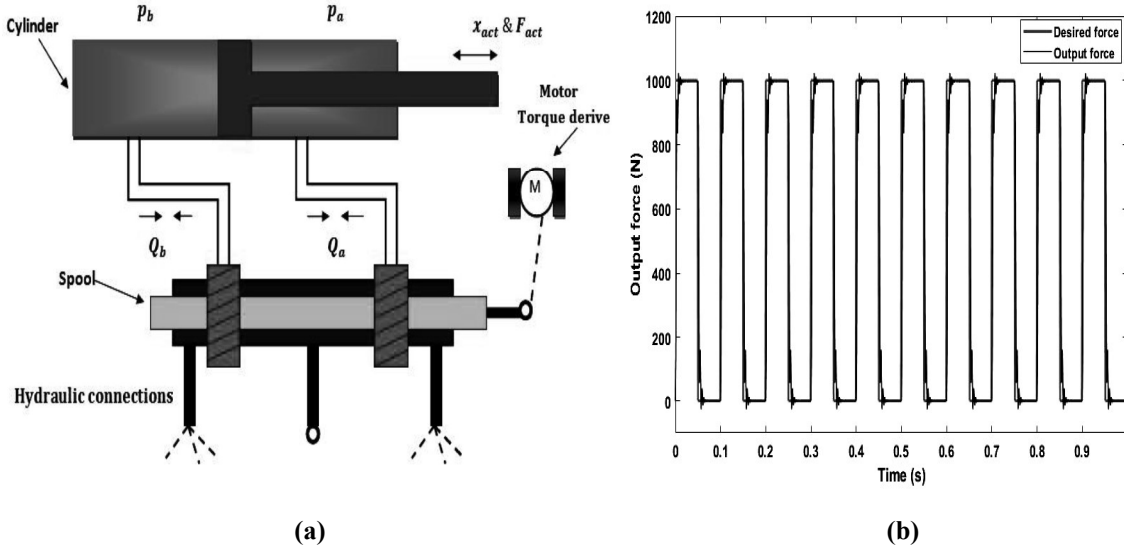 p_b
p_a
Cylinder
x_act & F_act
Motor
Torque derive
M
Q_b
Q_a
Spool
Hydraulic connections
(a)
1200
1000
800
600
400
200
0
Output force (N)
Desired force
Output force
0
0.1
0.2
0.3
0.4
0.5
0.6
0.7
0.8
0.9
Time (s)
(b)